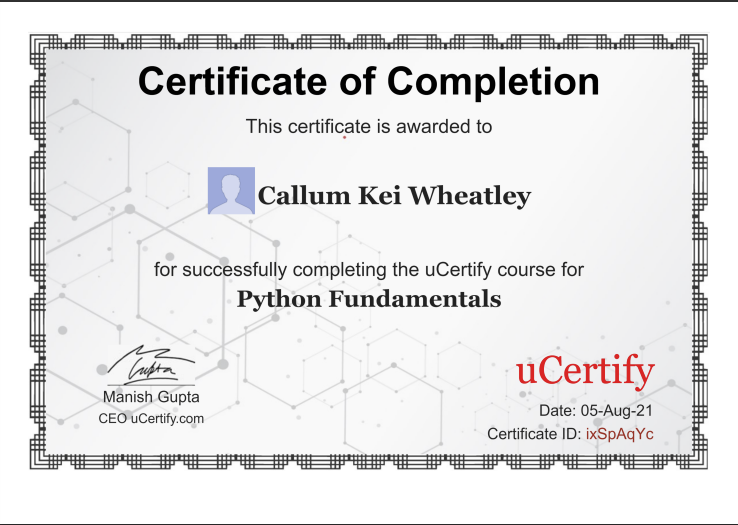 Certificate of Completion
This certificate is awarded to
Callum Kei Wheatley
for successfully completing the uCertify course for
Python Fundamentals
Gupta
Manish Gupta
CEO uCertify.com
uCertify
Date: 05-Aug-21
Certificate ID: ixSpAqYc